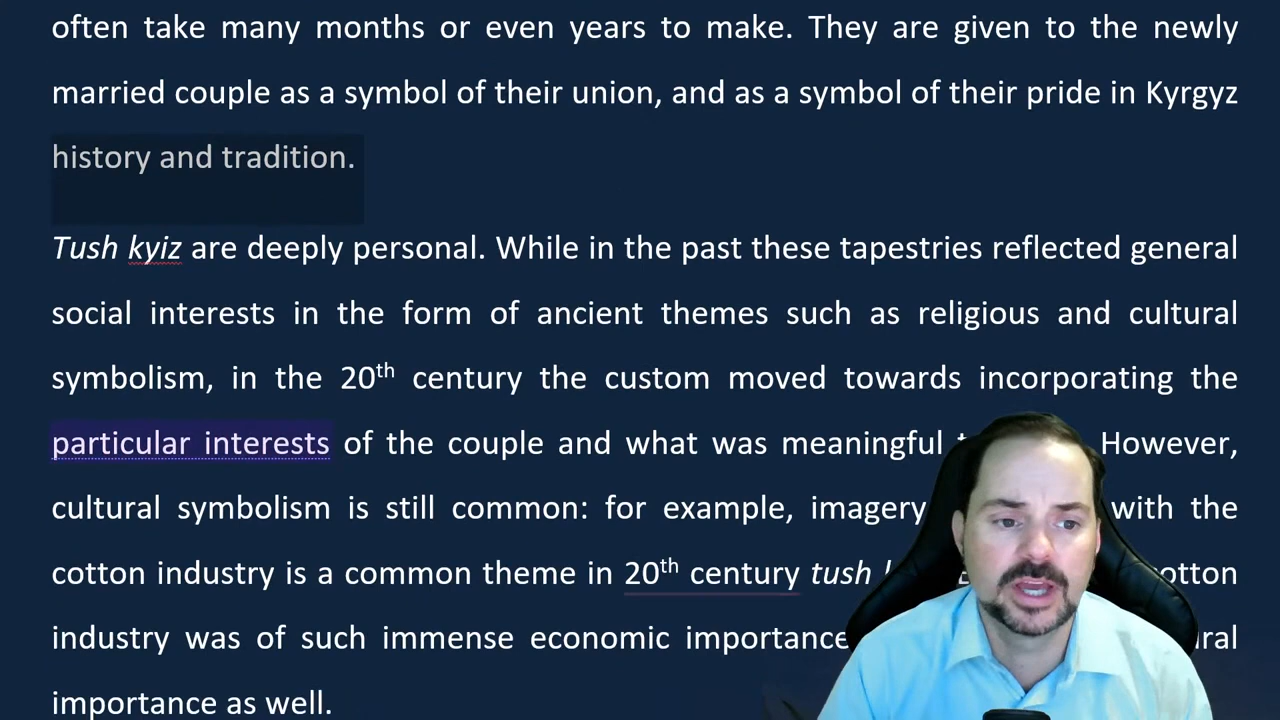 often take many months or even years to make. They are given to the newly
married couple as a symbol of their union, and as a symbol of their pride in Kyrgyz
history and tradition.
Tush kyiz are deeply personal. While in the past these tapestries reflected general
social interests in the form of ancient themes such as religious and cultural
symbolism, in the 20th century the custom moved towards incorporating the
particular interests of the couple and what was meaningful However,
cultural symbolism is still common: for example, imagery with the
cotton industry is a common theme in 20th century tush
industry was of such immense economic importance
importance as well.